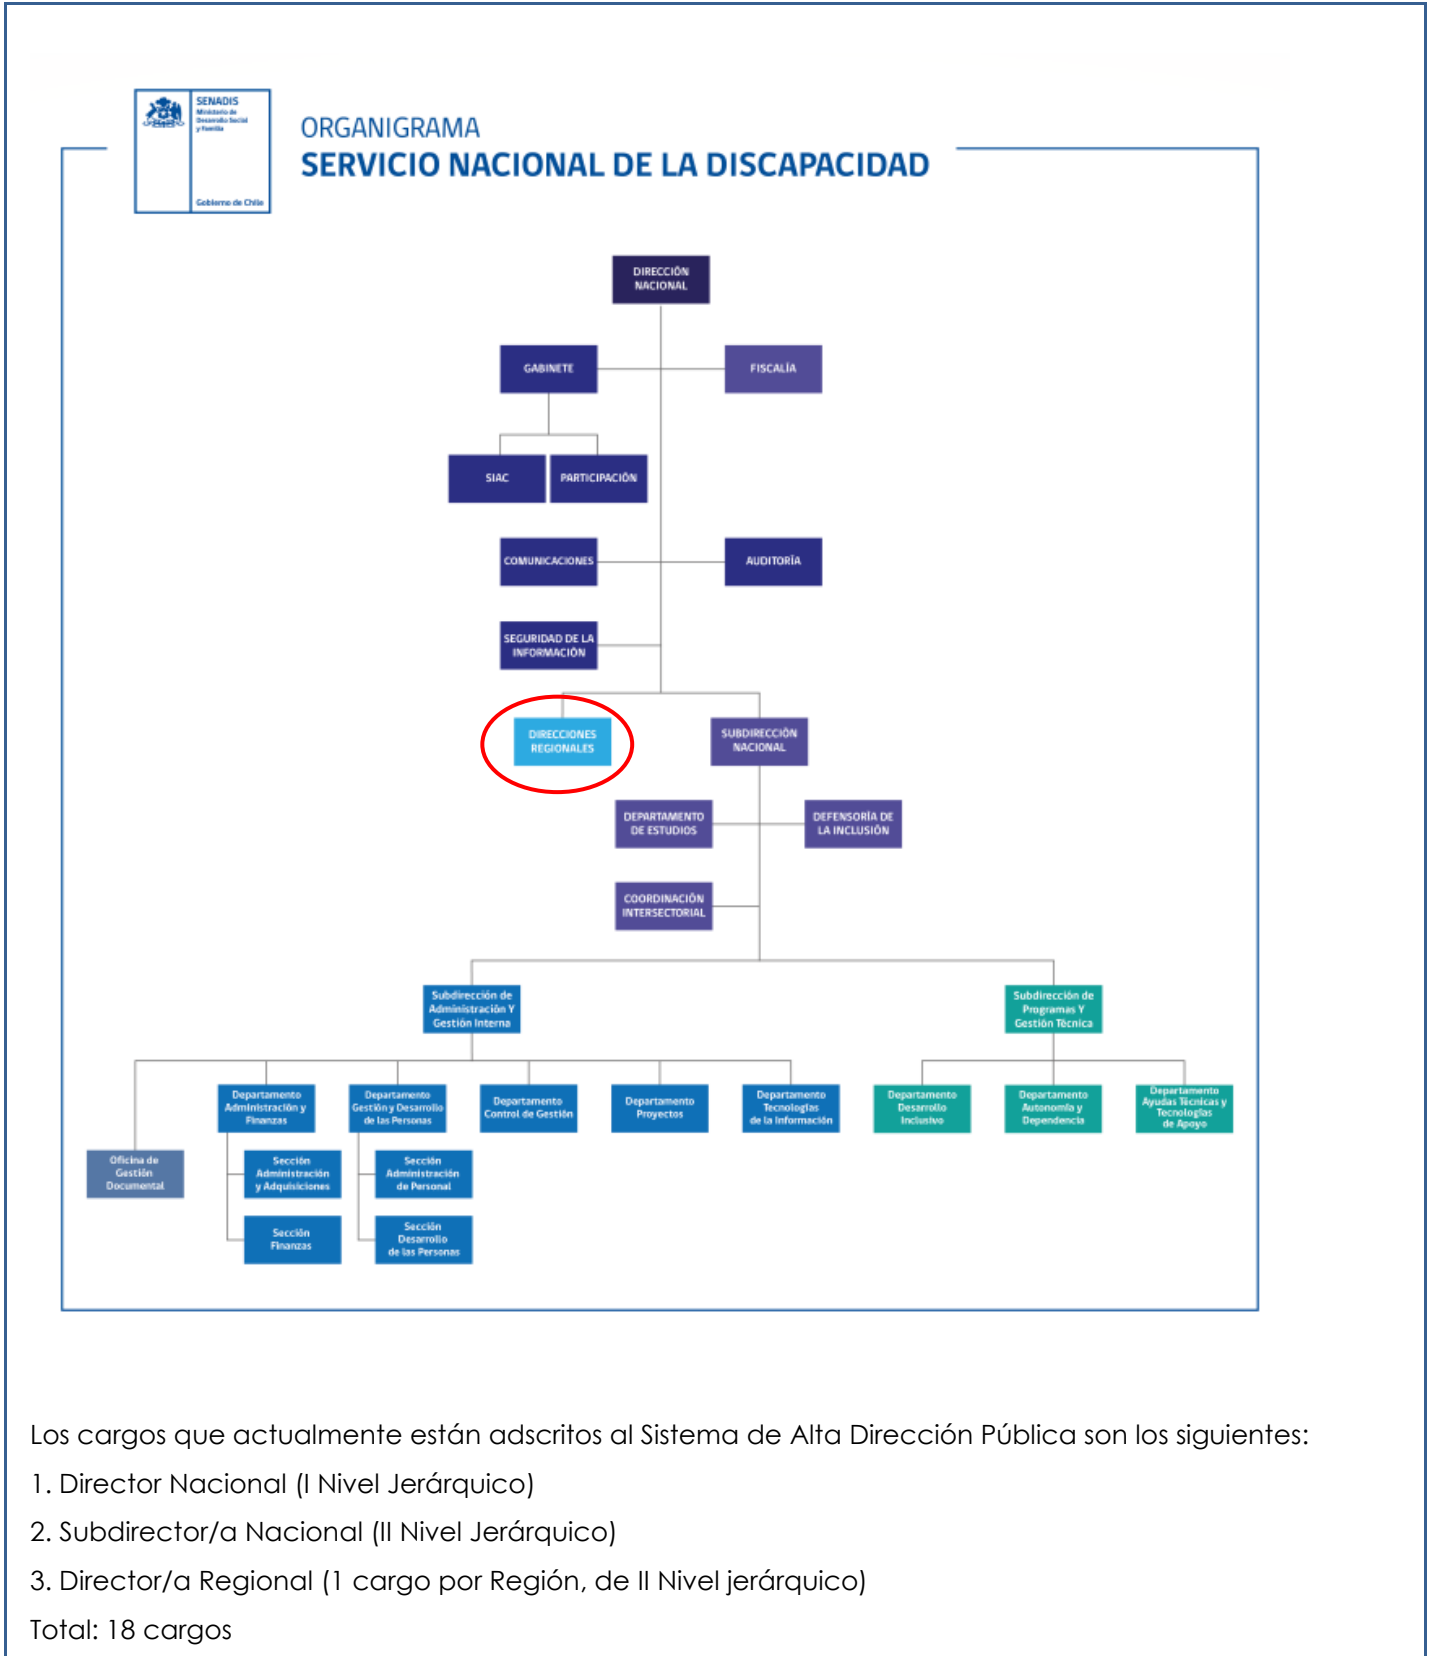 SENADIS
Ministerio de
Desarrollo Social
y Familia
Gobierno de Chile
ORGANIGRAMA
SERVICIO NACIONAL DE LA DISCAPACIDAD
DIRECCIÓN
NACIONAL
GABINETE
FISCALÍA
SIAC
PARTICIPACIÓN
COMUNICACIONES
AUDITORÍA
SEGURIDAD DE LA
INFORMACIÓN
DIRECCIONES
REGIONALES
SUBDIRECCIÓN
NACIONAL
DEPARTAMENTO
DE ESTUDIOS
DEFENSORÍA DE
LA INCLUSIÓN
COORDINACIÓN
INTERSECTORIAL
Subdirección de
Administración Y
Gestión Interna
Subdirección de
Programas Y
Gestión Técnica
Departamento
Administración y
Finanzas
Departamento
Gestión y Desarrollo
de las Personas
Departamento
Control de Gestión
Departamento
Proyectos
Departamento
Tecnologías
de la Información
Departamento
Desarrollo
Inclusivo
Departamento
Autonomía y
Dependencia
Departamento
Ayudas Técnicas y
Tecnologías
de Apoyo
Oficina de
Gestión
Documental
Sección
Administración
y Adquisiciones
Sección
Administración
de Personal
Sección
Finanzas
Sección
Desarrollo
de las Personas
Los cargos que actualmente están adscritos al Sistema de Alta Dirección Pública son los siguientes:
1. Director Nacional (I Nivel Jerárquico)
2. Subdirector/a Nacional (II Nivel Jerárquico)
3. Director/a Regional (1 cargo por Región, de II Nivel jerárquico)
Total: 18 cargos